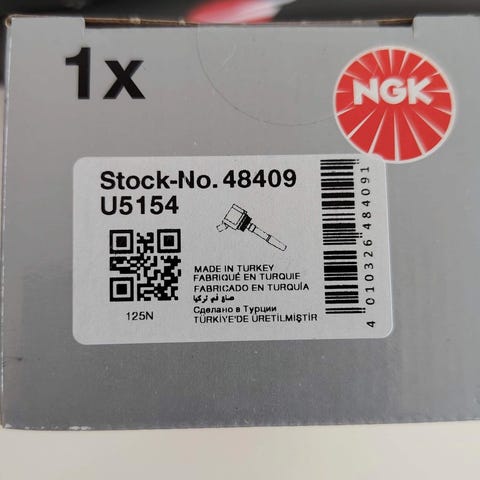 1x
NGK
Stock-No. 48409
U5154
MADE IN TURKEY
FABRIQUÉ EN TURQUIE
FABRICADO EN TURQUÍA
صنع في تركيا
Сделано в Турции
TÜRKİYE'DE ÜRETİLMİŞTİR
125N
4 010326 484091